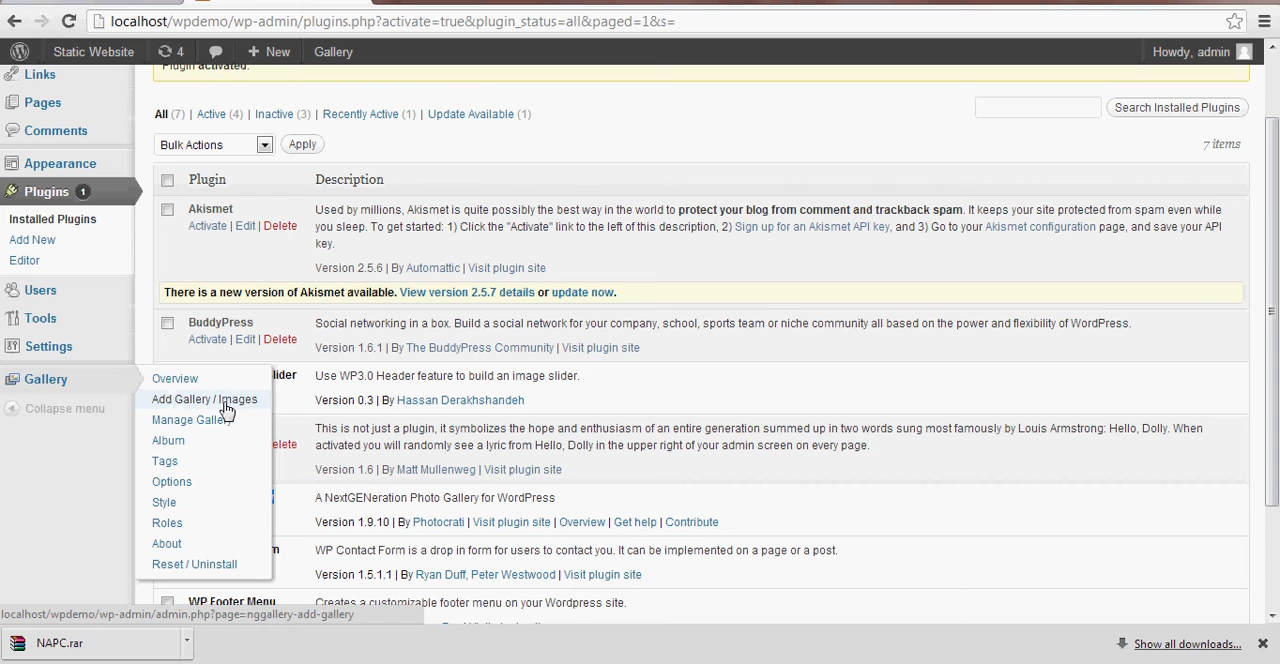 localhost/wpdemo/wp-admin/plugins.php?activate=true&plugin_status=all&paged=1&s=
Static Website 4 + New Gallery Howdy, admin
Plugin activated.
Links
Pages
Comments
Appearance
Plugins 1
Installed Plugins
Add New
Editor
Users
Tools
Settings
Gallery
Collapse menu
Overview
Add Gallery / Images
Manage Gallery
Album
Tags
Options
Style
Roles
About
Reset / Uninstall
All (7) | Active (4) | Inactive (3) | Recently Active (1) | Update Available (1)
Search Installed Plugins
Bulk Actions Apply 7 items
Plugin Description
Akismet
Activate | Edit | Delete
Used by millions, Akismet is quite possibly the best way in the world to protect your blog from comment and trackback spam. It keeps your site protected from spam even while
you sleep. To get started: 1) Click the "Activate" link to the left of this description, 2) Sign up for an Akismet API key, and 3) Go to your Akismet configuration page, and save your API
key.
Version 2.5.6 | By Automattic | Visit plugin site
There is a new version of Akismet available. View version 2.5.7 details or update now.
BuddyPress
Activate | Edit | Delete
Social networking in a box. Build a social network for your company, school, sports team or niche community all based on the power and flexibility of WordPress.
Version 1.6.1 | By The BuddyPress Community | Visit plugin site
lider
Use WP3.0 Header feature to build an image slider.
Version 0.3 | By Hassan Derakhshandeh
elete
This is not just a plugin, it symbolizes the hope and enthusiasm of an entire generation summed up in two words sung most famously by Louis Armstrong: Hello, Dolly. When
activated you will randomly see a lyric from Hello, Dolly in the upper right of your admin screen on every page.
Version 1.6 | By Matt Mullenweg | Visit plugin site
A NextGENeration Photo Gallery for WordPress
Version 1.9.10 | By Photocrati | Visit plugin site | Overview | Get help | Contribute
m
WP Contact Form is a drop in form for users to contact you. It can be implemented on a page or a post.
Version 1.5.1.1 | By Ryan Duff, Peter Westwood | Visit plugin site
WP Footer Menu
Creates a customizable footer menu on your Wordpress site.
localhost/wpdemo/wp-admin/admin.php?page=nggallery-add-gallery
NAPC.rar
Show all downloads...